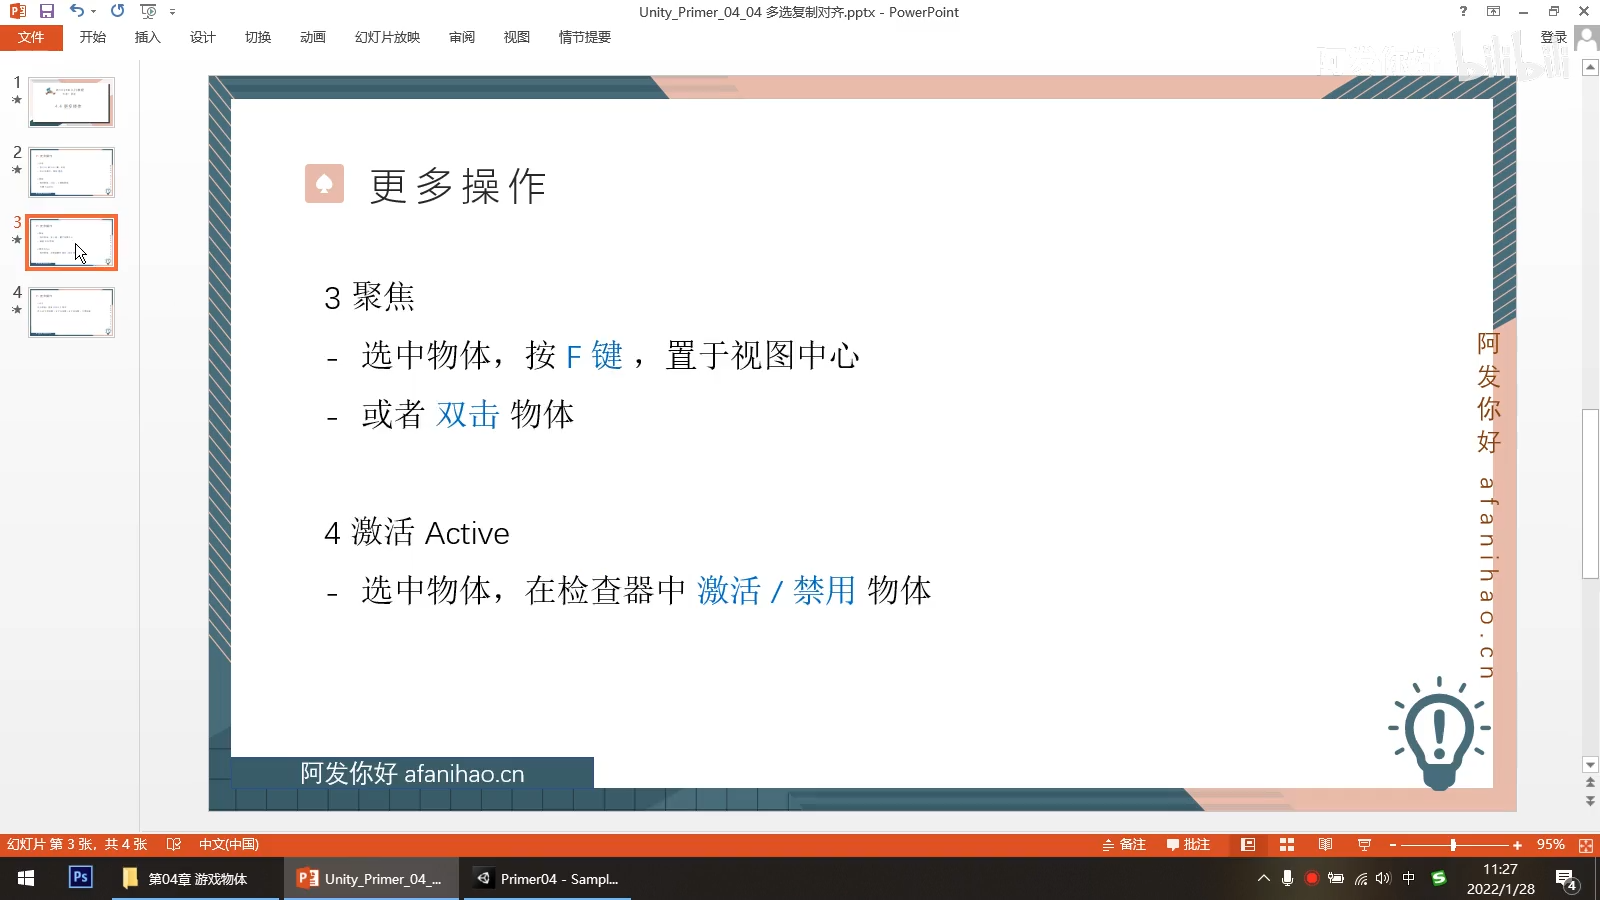 Unity_Primer_04_04 多选复制对齐.pptx - PowerPoint
文件 开始 插入 设计 切换 动画 幻灯片放映 审阅 视图 情节提要 登录
bilibili
1
2
3
4
更多操作
3 聚焦
- 选中物体，按 F 键 ，置于视图中心
- 或者 双击 物体
4 激活 Active
- 选中物体，在检查器中 激活 / 禁用 物体
阿发你好 afanihao.cn
阿发你好 afanihao.cn
幻灯片 第 3 张，共 4 张 中文(中国) 备注 批注 95%
Ps 第04章 游戏物体 Unity_Primer_04_... Primer04 - Sampl... 中 11:27
2022/1/28 4